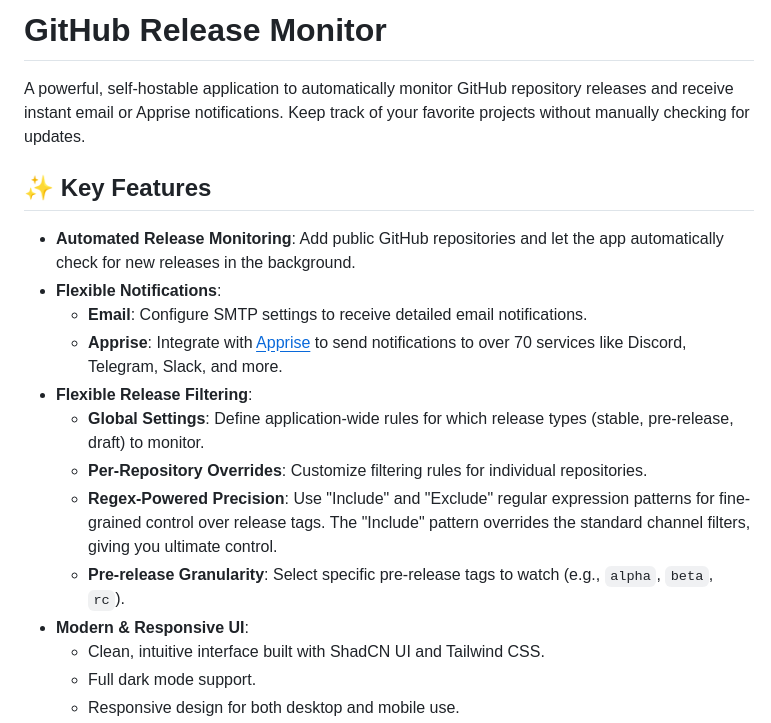 GitHub Release Monitor
A powerful, self-hostable application to automatically monitor GitHub repository releases and receive
instant email or Apprise notifications. Keep track of your favorite projects without manually checking for
updates.
✨ Key Features
• Automated Release Monitoring: Add public GitHub repositories and let the app automatically
check for new releases in the background.
• Flexible Notifications:
◦ Email: Configure SMTP settings to receive detailed email notifications.
◦ Apprise: Integrate with Apprise to send notifications to over 70 services like Discord,
Telegram, Slack, and more.
• Flexible Release Filtering:
◦ Global Settings: Define application-wide rules for which release types (stable, pre-release,
draft) to monitor.
◦ Per-Repository Overrides: Customize filtering rules for individual repositories.
◦ Regex-Powered Precision: Use "Include" and "Exclude" regular expression patterns for fine-
grained control over release tags. The "Include" pattern overrides the standard channel filters,
giving you ultimate control.
◦ Pre-release Granularity: Select specific pre-release tags to watch (e.g., alpha, beta,
rc).
• Modern & Responsive UI:
◦ Clean, intuitive interface built with ShadCN UI and Tailwind CSS.
◦ Full dark mode support.
◦ Responsive design for both desktop and mobile use.